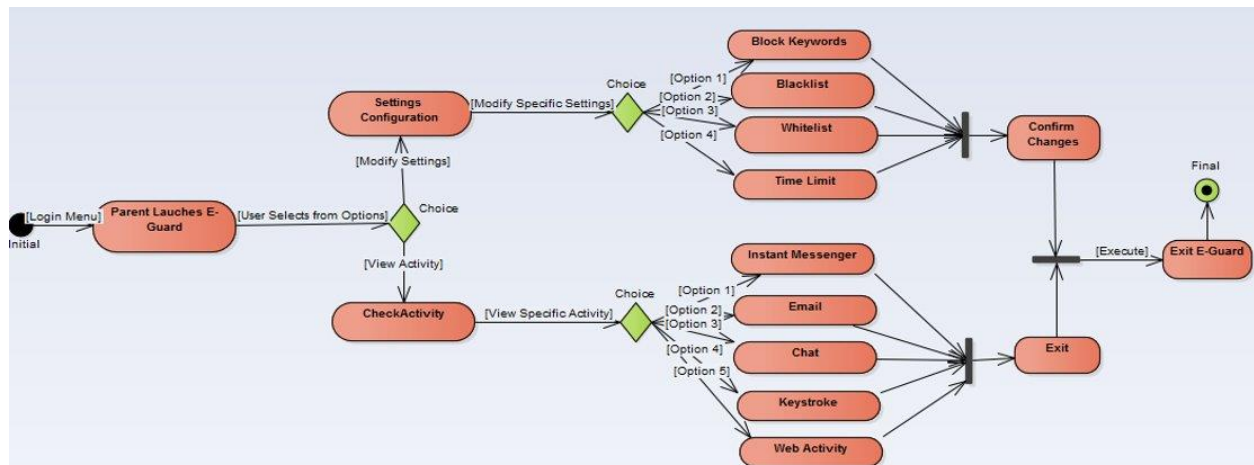 Initial
[Login Menu]
Parent Lauches E-
Guard
[User Selects from Options]
Choice
[Modify Settings]
Settings
Configuration
[Modify Specific Settings]
Choice
[Option 1]
[Option 2]
[Option 3]
[Option 4]
Block Keywords
Blacklist
Whitelist
Time Limit
Confirm
Changes
[View Activity]
CheckActivity
[View Specific Activity]
Choice
[Option 1]
[Option 2]
[Option 3]
[Option 4]
[Option 5]
Instant Messenger
Email
Chat
Keystroke
Web Activity
Exit
[Execute]
Exit E-Guard
Final